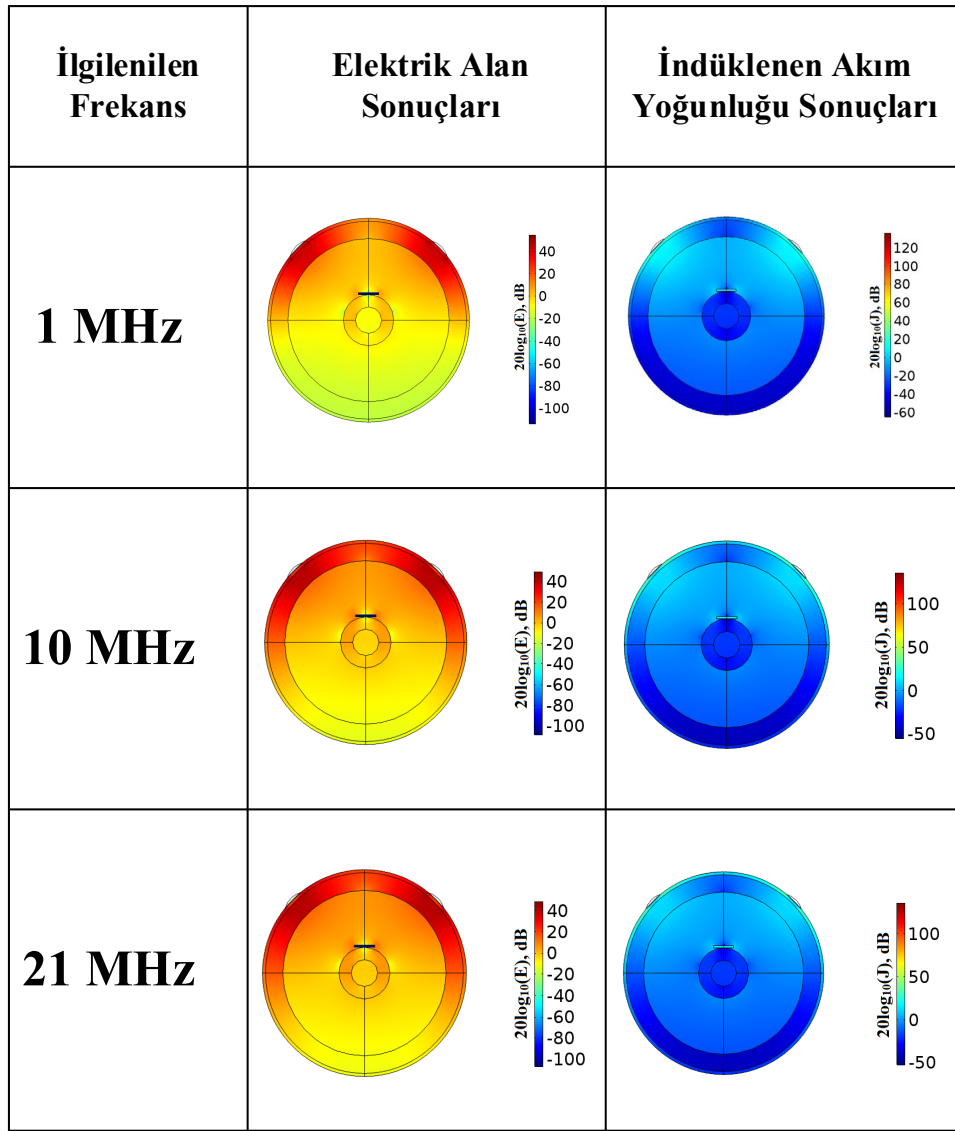 İlgilenilen
Frekans
Elektrik Alan
Sonuçları
İndüklenen Akım
Yoğunluğu Sonuçları
1 MHz
40
20
0
-20
-40
-60
-80
-100
20log10(E), dB
120
100
80
60
40
20
0
-20
-40
-60
20log10(J), dB
10 MHz
40
20
0
-20
-40
-60
-80
-100
20log10(E), dB
100
50
0
-50
20log10(J), dB
21 MHz
40
20
0
-20
-40
-60
-80
-100
20log10(E), dB
100
50
0
-50
20log10(J), dB